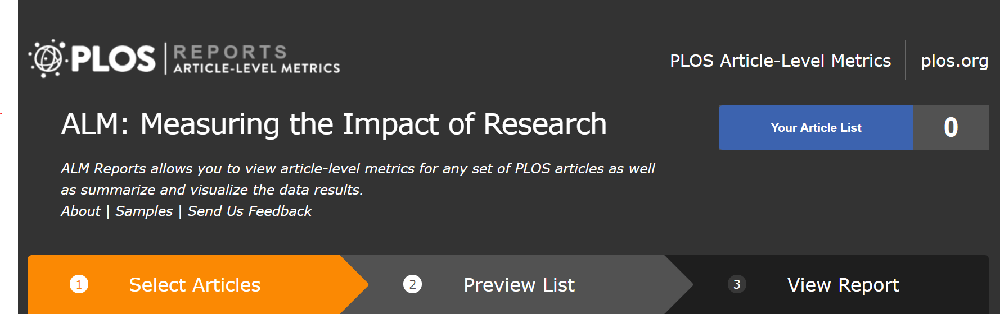 PLOS
REPORTS
ARTICLE-LEVEL METRICS
PLOS Article-Level Metrics
plos.org
ALM: Measuring the Impact of Research
Your Article List
0
ALM Reports allows you to view article-level metrics for any set of PLOS articles as well
as summarize and visualize the data results.
About | Samples | Send Us Feedback
1 Select Articles
2 Preview List
3 View Report